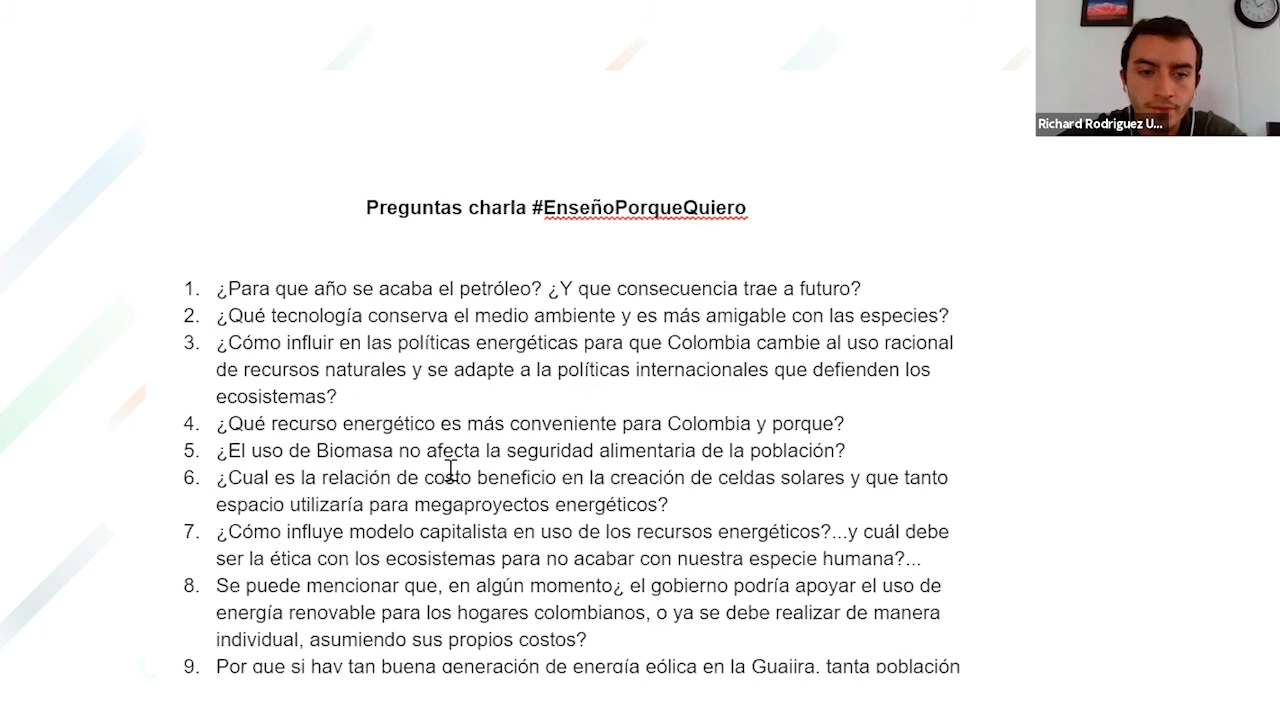 Richard Rodriguez U...
Preguntas charla #EnseñoPorqueQuiero
1. ¿Para que año se acaba el petróleo? ¿Y que consecuencia trae a futuro?
2. ¿Qué tecnología conserva el medio ambiente y es más amigable con las especies?
3. ¿Cómo influir en las políticas energéticas para que Colombia cambie al uso racional
de recursos naturales y se adapte a la políticas internacionales que defienden los
ecosistemas?
4. ¿Qué recurso energético es más conveniente para Colombia y porque?
5. ¿El uso de Biomasa no afecta la seguridad alimentaria de la población?
6. ¿Cual es la relación de costo beneficio en la creación de celdas solares y que tanto
espacio utilizaría para megaproyectos energéticos?
7. ¿Cómo influye modelo capitalista en uso de los recursos energéticos?...y cuál debe
ser la ética con los ecosistemas para no acabar con nuestra especie humana?...
8. Se puede mencionar que, en algún momento¿ el gobierno podría apoyar el uso de
energía renovable para los hogares colombianos, o ya se debe realizar de manera
individual, asumiendo sus propios costos?
9. Por que si hay tan buena generación de energía eólica en la Guajira, tanta población